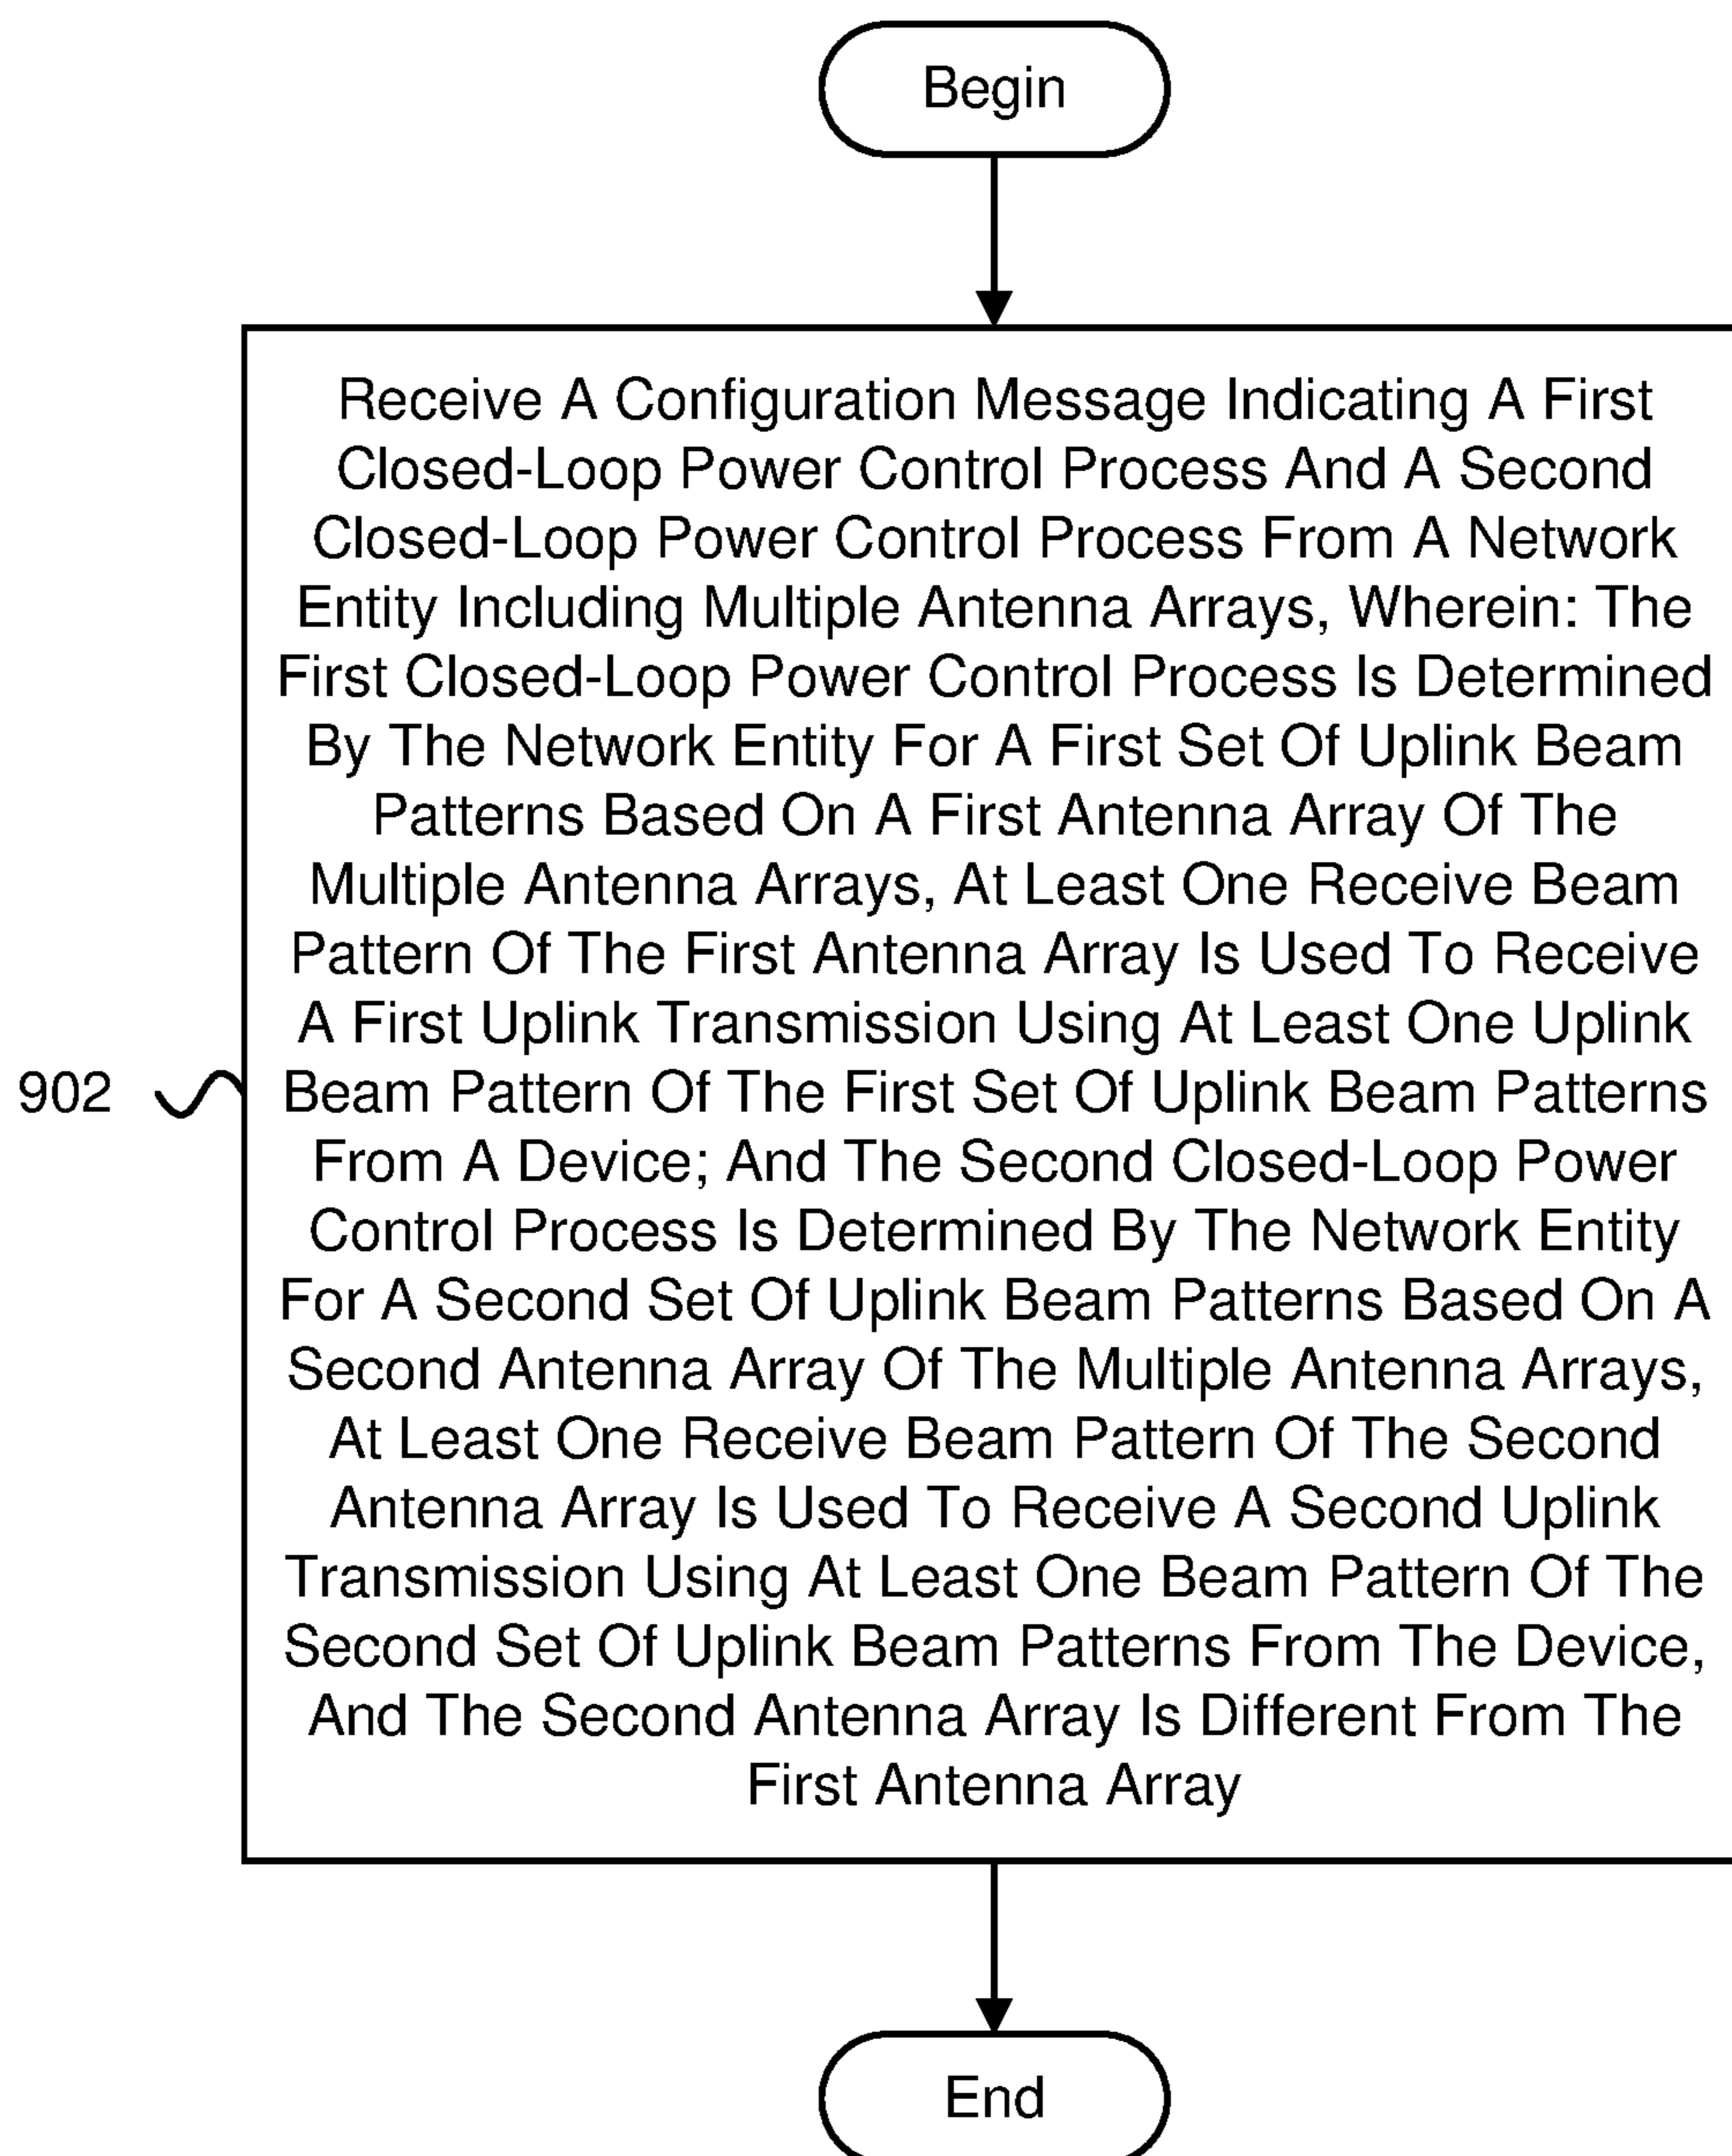 Begin
Receive A Configuration Message Indicating A First
Closed-Loop Power Control Process And A Second
Closed-Loop Power Control Process From A Network
Entity Including Multiple Antenna Arrays, Wherein: The
First Closed-Loop Power Control Process Is Determined
By The Network Entity For A First Set Of Uplink Beam
Patterns Based On A First Antenna Array Of The
Multiple Antenna Arrays, At Least One Receive Beam
Pattern Of The First Antenna Array Is Used To Receive
A First Uplink Transmission Using At Least One Uplink
Beam Pattern Of The First Set Of Uplink Beam Patterns
From A Device; And The Second Closed-Loop Power
Control Process Is Determined By The Network Entity
For A Second Set Of Uplink Beam Patterns Based On A
Second Antenna Array Of The Multiple Antenna Arrays,
At Least One Receive Beam Pattern Of The Second
Antenna Array Is Used To Receive A Second Uplink
Transmission Using At Least One Beam Pattern Of The
Second Set Of Uplink Beam Patterns From The Device,
And The Second Antenna Array Is Different From The
First Antenna Array
902
End